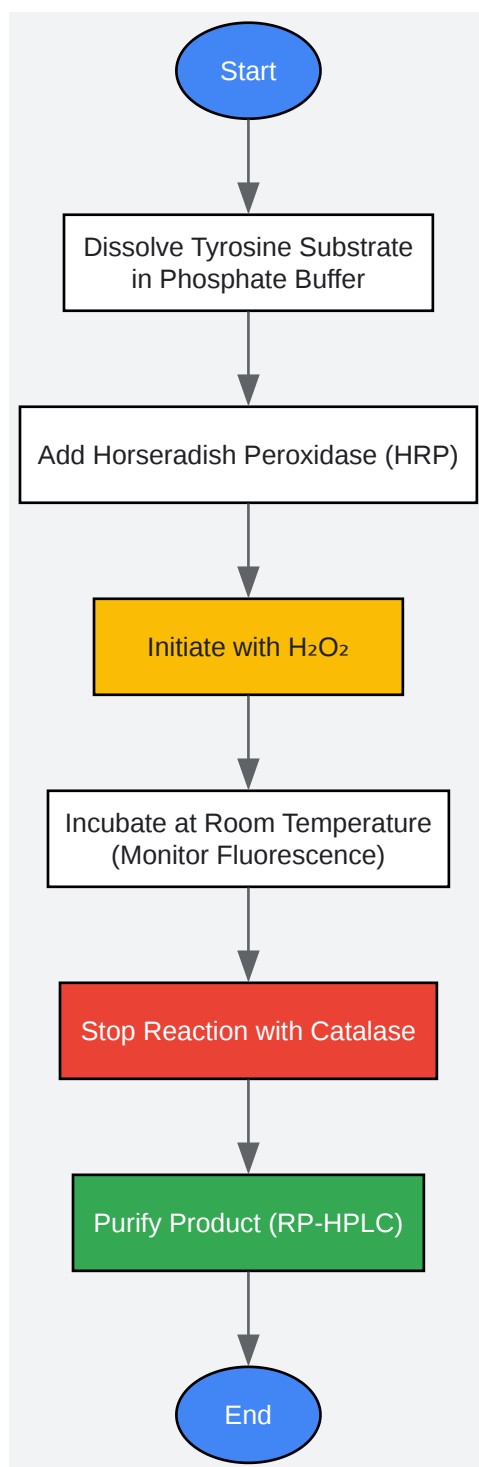 Start
Dissolve Tyrosine Substrate
in Phosphate Buffer
Add Horseradish Peroxidase (HRP)
Initiate with H₂O₂
Incubate at Room Temperature
(Monitor Fluorescence)
Stop Reaction with Catalase
Purify Product (RP-HPLC)
End